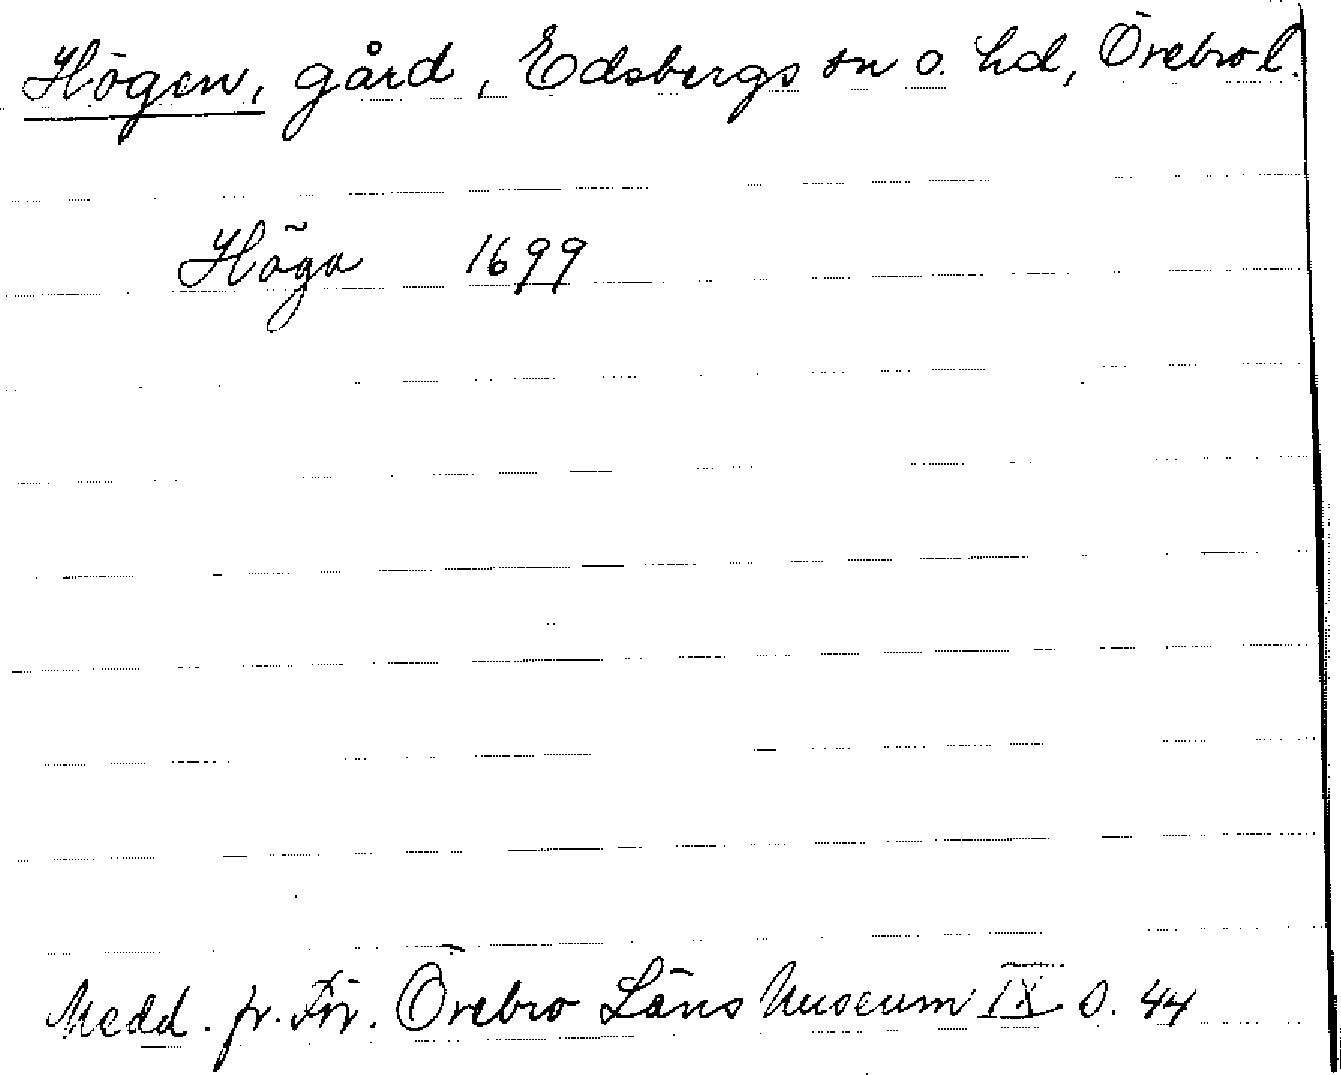 Högen, gård, Edsbergs sn o. hd, Örebro l.
Höga 1699
Medd. fr. För. Örebro Läns Museum IX s. 44